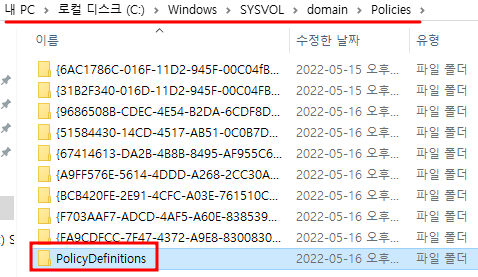 내 PC > 로컬 디스크 (C:) > Windows > SYSVOL > domain > Policies >
이름 수정한 날짜 유형
{6AC1786C-016F-11D2-945F-00C04fB... 2022-05-15 오후... 파일 폴더
{31B2F340-016D-11D2-945F-00C04FB... 2022-05-15 오후... 파일 폴더
{9686508B-CDEC-4E54-B2DA-6CDF8D... 2022-05-16 오후... 파일 폴더
{51584430-14CD-4517-AB51-0C0B7D... 2022-05-16 오후... 파일 폴더
{67414613-DA2B-4B8B-8495-AF955C6... 2022-05-16 오후... 파일 폴더
{A9FF576E-5614-4DDD-A268-2CC30A... 2022-05-16 오후... 파일 폴더
{BCB420FE-2E91-4CFC-A03E-761510C... 2022-05-16 오후... 파일 폴더
{F703AAF7-ADCD-4AF5-A60E-838539... 2022-05-16 오후... 파일 폴더
{FA9CDFCC-7F47-4372-A9E8-8300830... 2022-05-16 오후... 파일 폴더
PolicyDefinitions 2022-05-16 오후... 파일 폴더